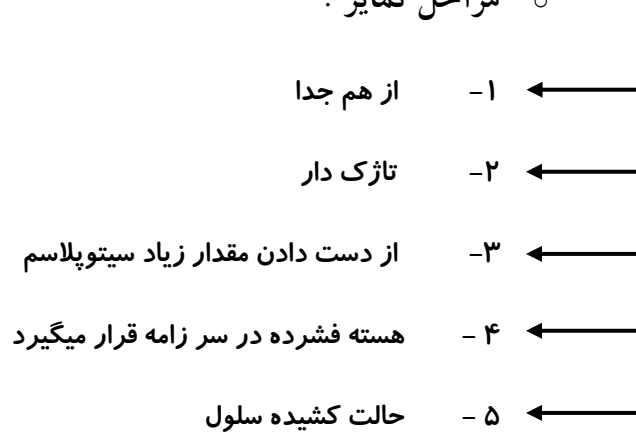 ○ مراحل تمایز :
۱- از هم جدا
۲- تاژک دار
۳- از دست دادن مقدار زیاد سیتوپلاسم
۴ - هسته فشرده در سر زامه قرار میگیرد
۵ - حالت کشیده سلول